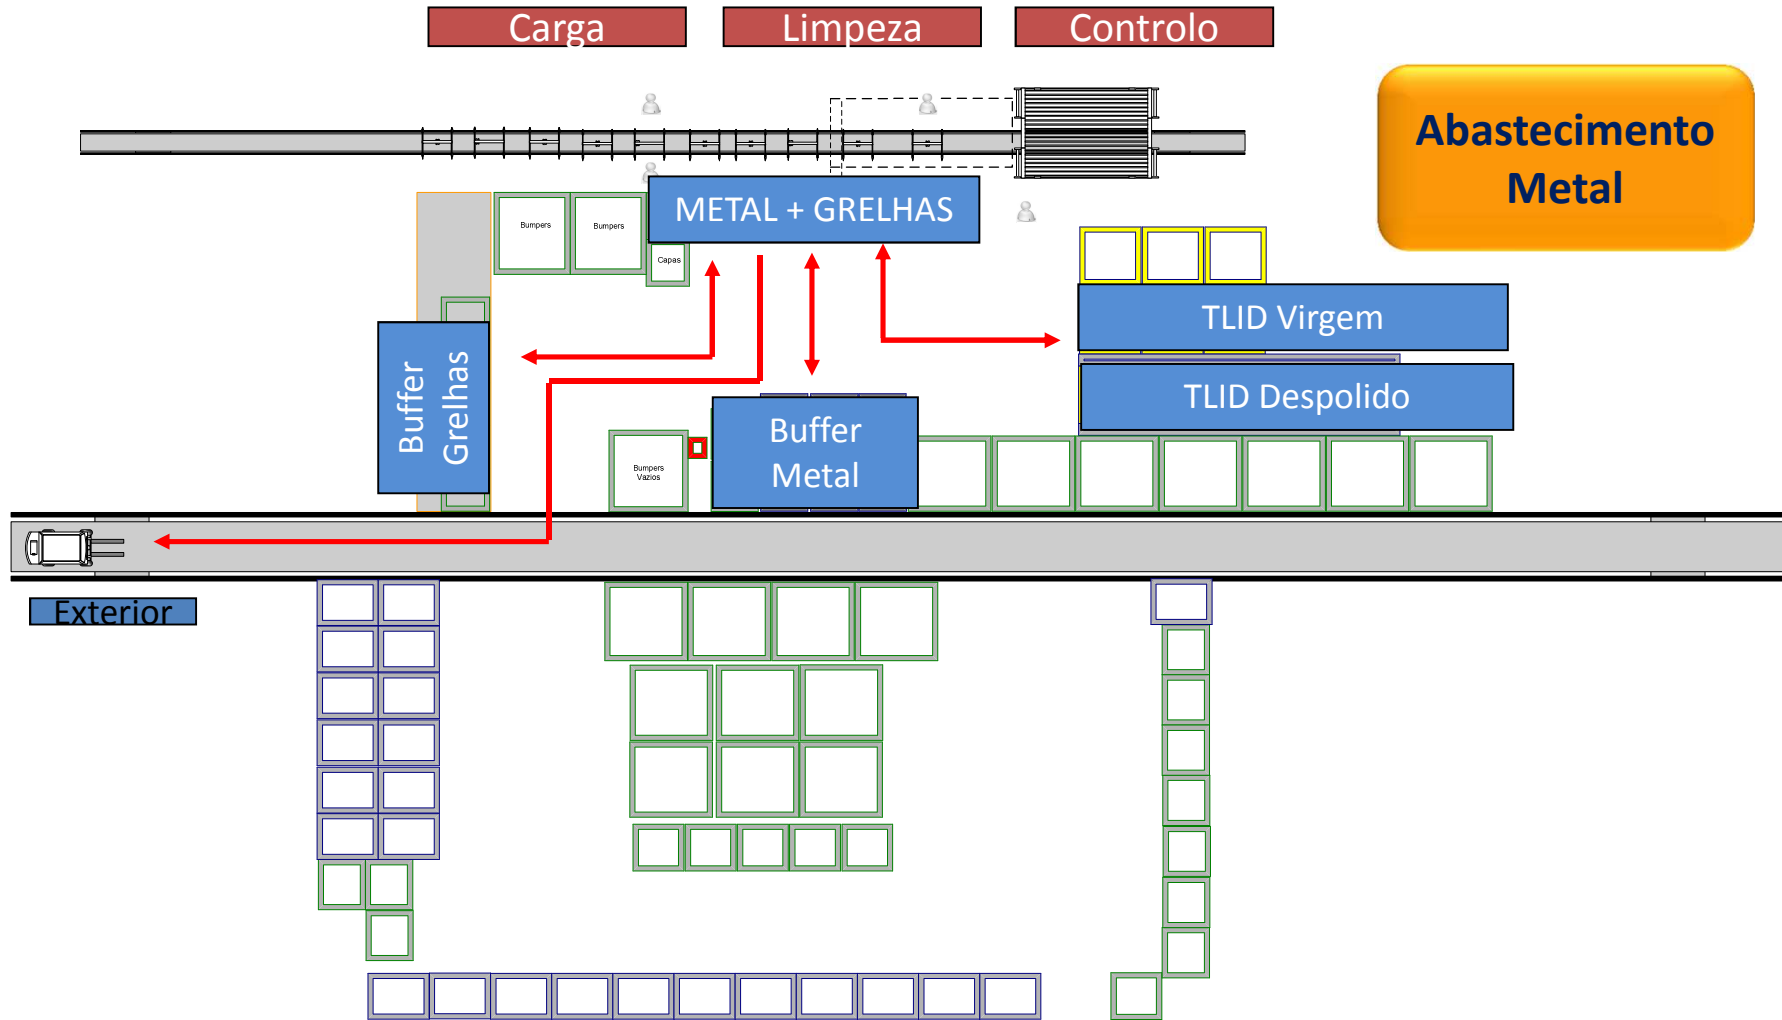 Carga
Limpeza
Controlo
Abastecimento
Metal
METAL + GRELHAS
Bumpers
Bumpers
Capas
TLID Virgem
TLID Despolido
Buffer
Grelhas
Buffer
Metal
Bumpers
Vazios
Exterior